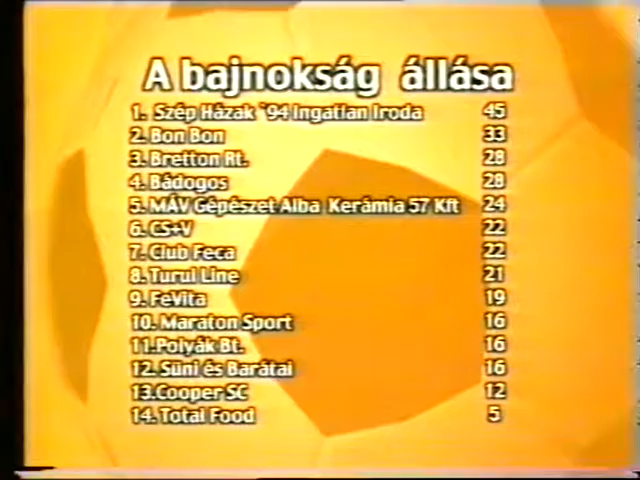 A bajnokság állása
1. Szép Házak `94 Ingatlan Iroda 45
2. Bon Bon 33
3. Bretton Rt. 28
4. Bádogos 28
5. MÁV Gépészet Alba Kerámia 57 Kft 24
6. CS+V 22
7. Club Feca 22
8. Turul Line 21
9. FeVita 19
10. Maraton Sport 16
11.Polyák Bt. 16
12. Süni és Barátai 16
13.Cooper SC 12
14. Total Food 5